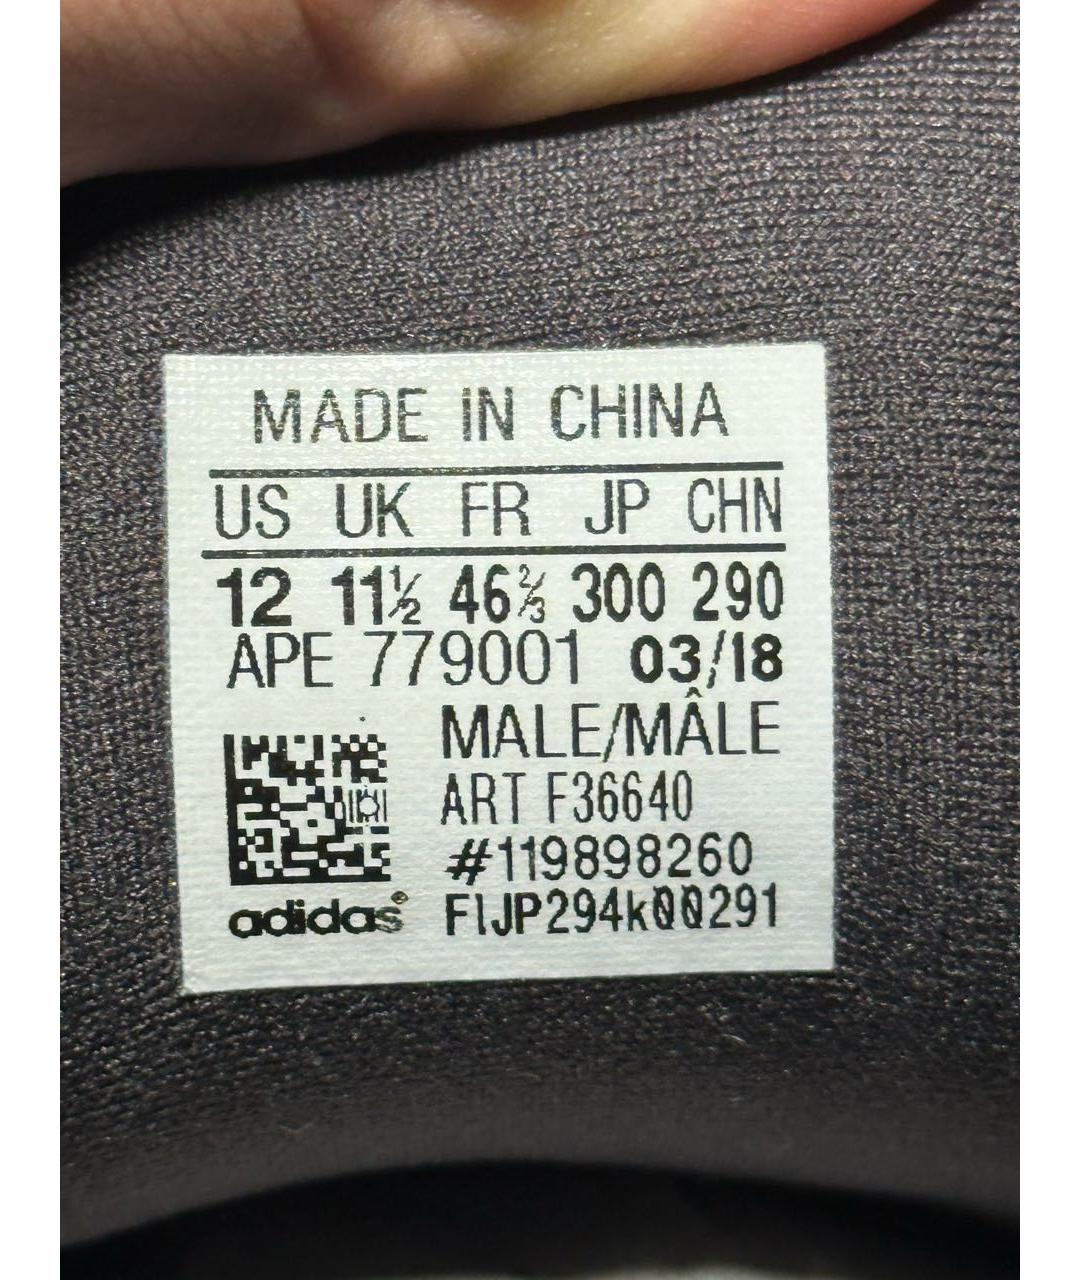 MADE IN CHINA
US UK FR JP CHN
12 11½ 46⅔ 300 290
APE 779001 03/18
MALE/MÂLE
ART F36640
#119898260
adidas® FIJP294k00291